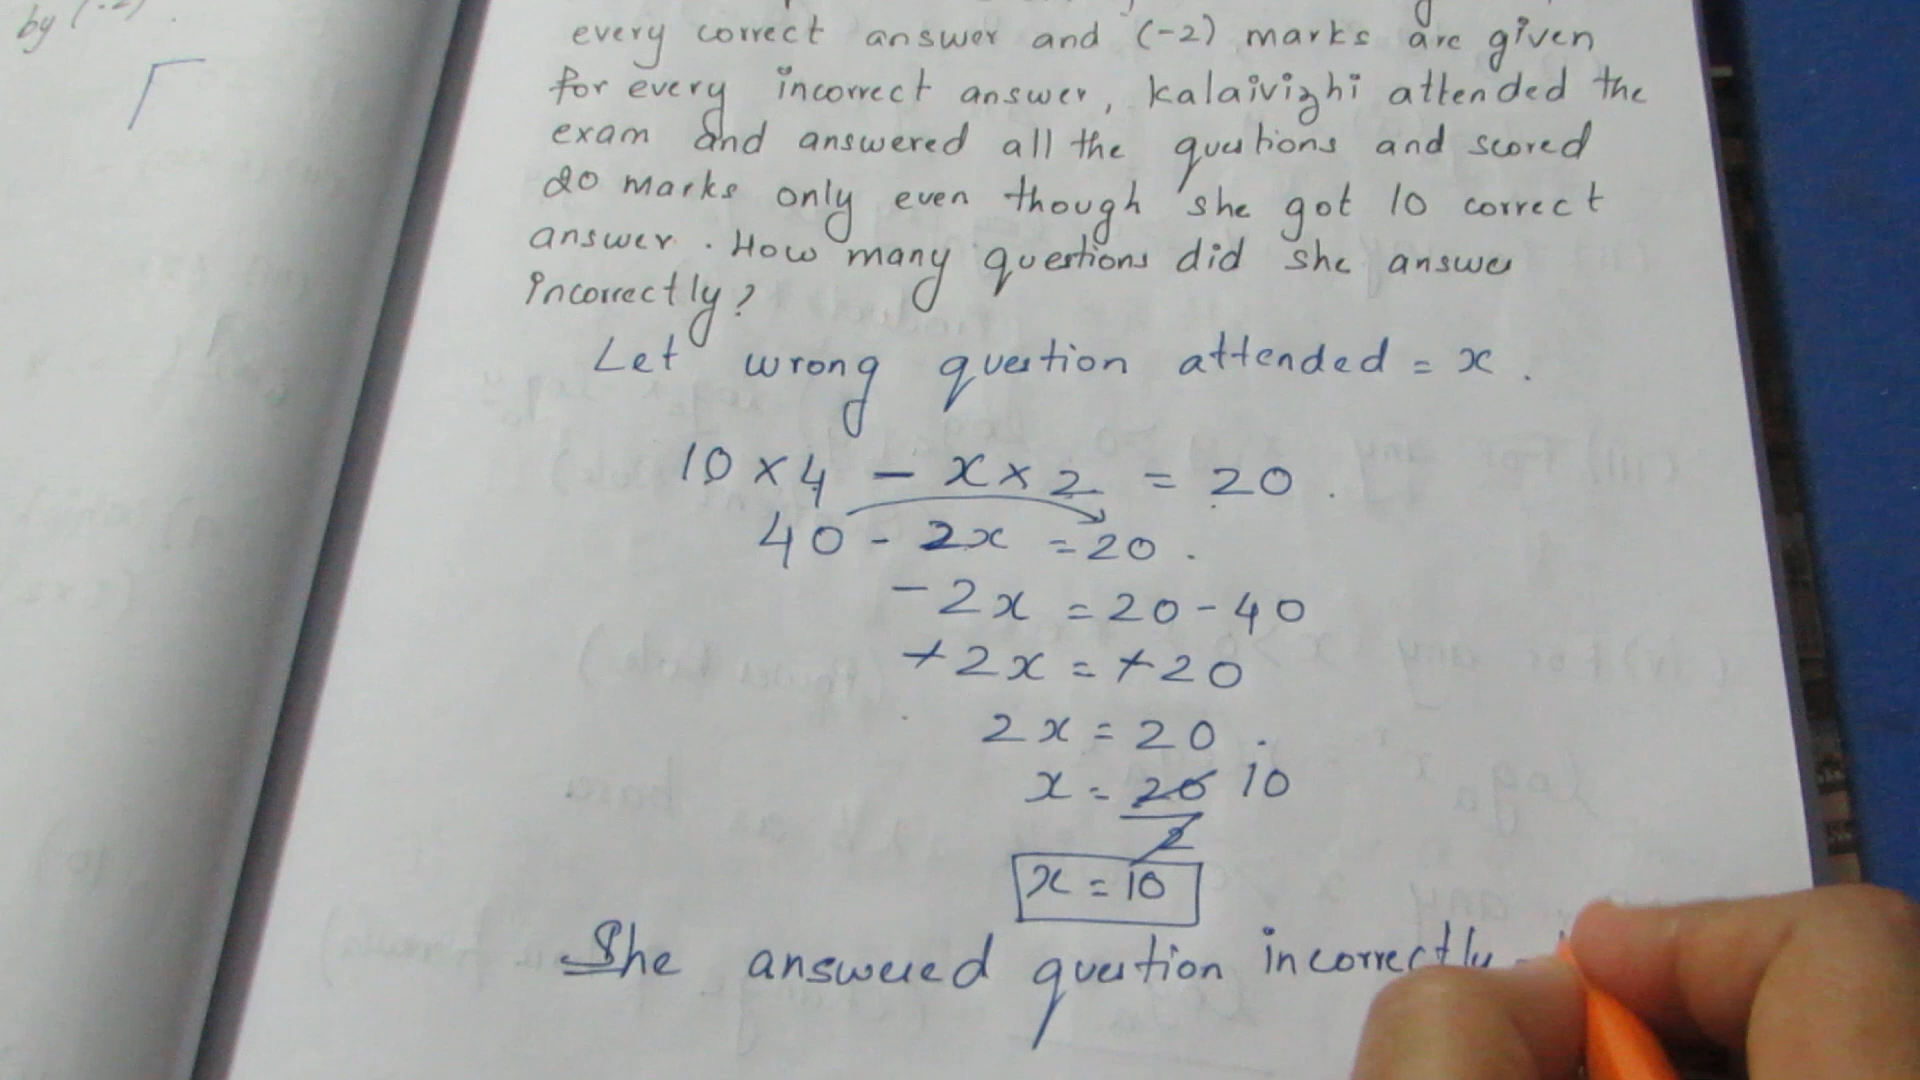 by (-2).
every correct answer and (-2) marks are given
for every incorrect answer, kalaivizhi attended the
exam and answered all the questions and scored
20 marks only even though she got 10 correct
answer. How many questions did she answer
incorrectly?
Let wrong question attended = x.
10 × 4 - x × 2 = 20.
40 - 2x = 20.
-2x = 20 - 40
+2x = +20
2x = 20.
x = 20/2 10
x = 10
She answered question incorrectly -